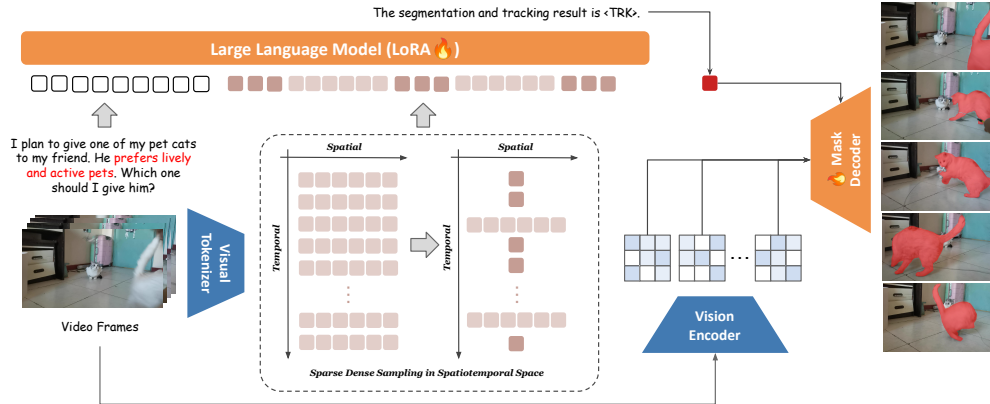 The segmentation and tracking result is <TRK>.
Large Language Model (LoRA🔥)
I plan to give one of my pet cats
to my friend. He prefers lively
and active pets. Which one
should I give him?
Visual
Tokenizer
Video Frames
Spatial
Temporal
Spatial
Temporal
Sparse Dense Sampling in Spatiotemporal Space
🔥 Mask
Decoder
Vision
Encoder